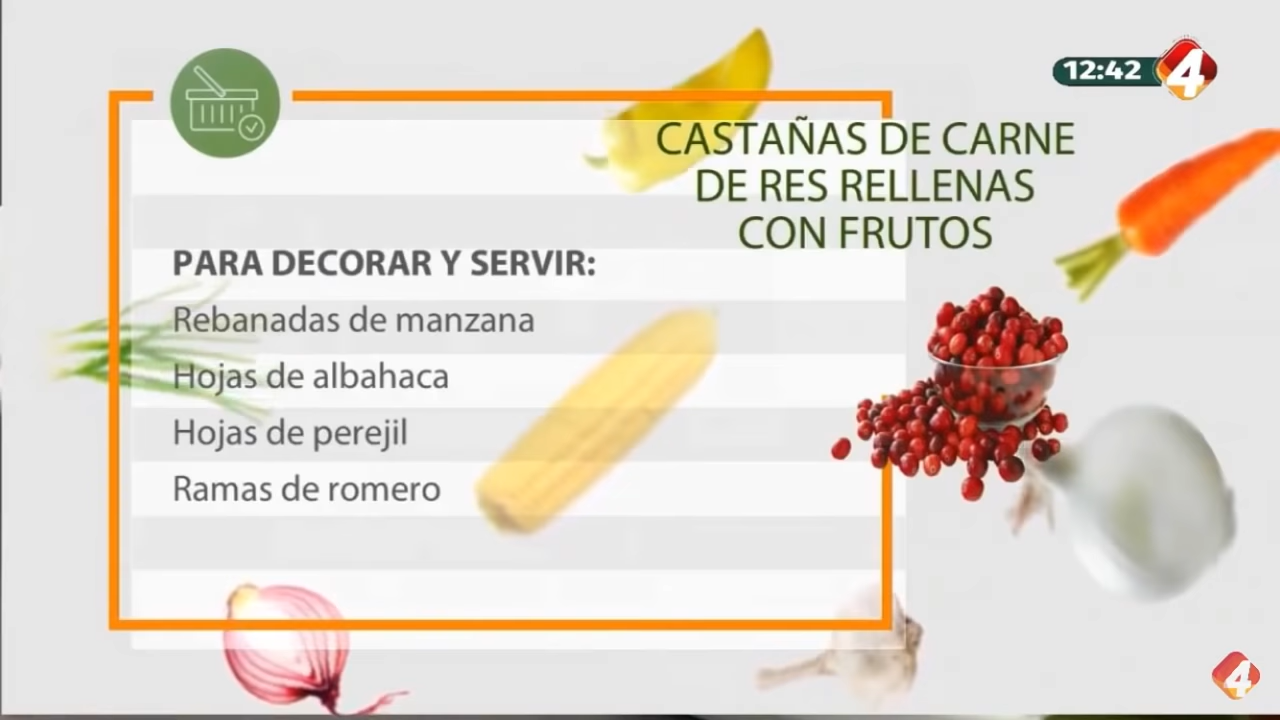 12:42 4
CASTAÑAS DE CARNE
DE RES RELLENAS
CON FRUTOS
PARA DECORAR Y SERVIR:
Rebanadas de manzana
Hojas de albahaca
Hojas de perejil
Ramas de romero
4